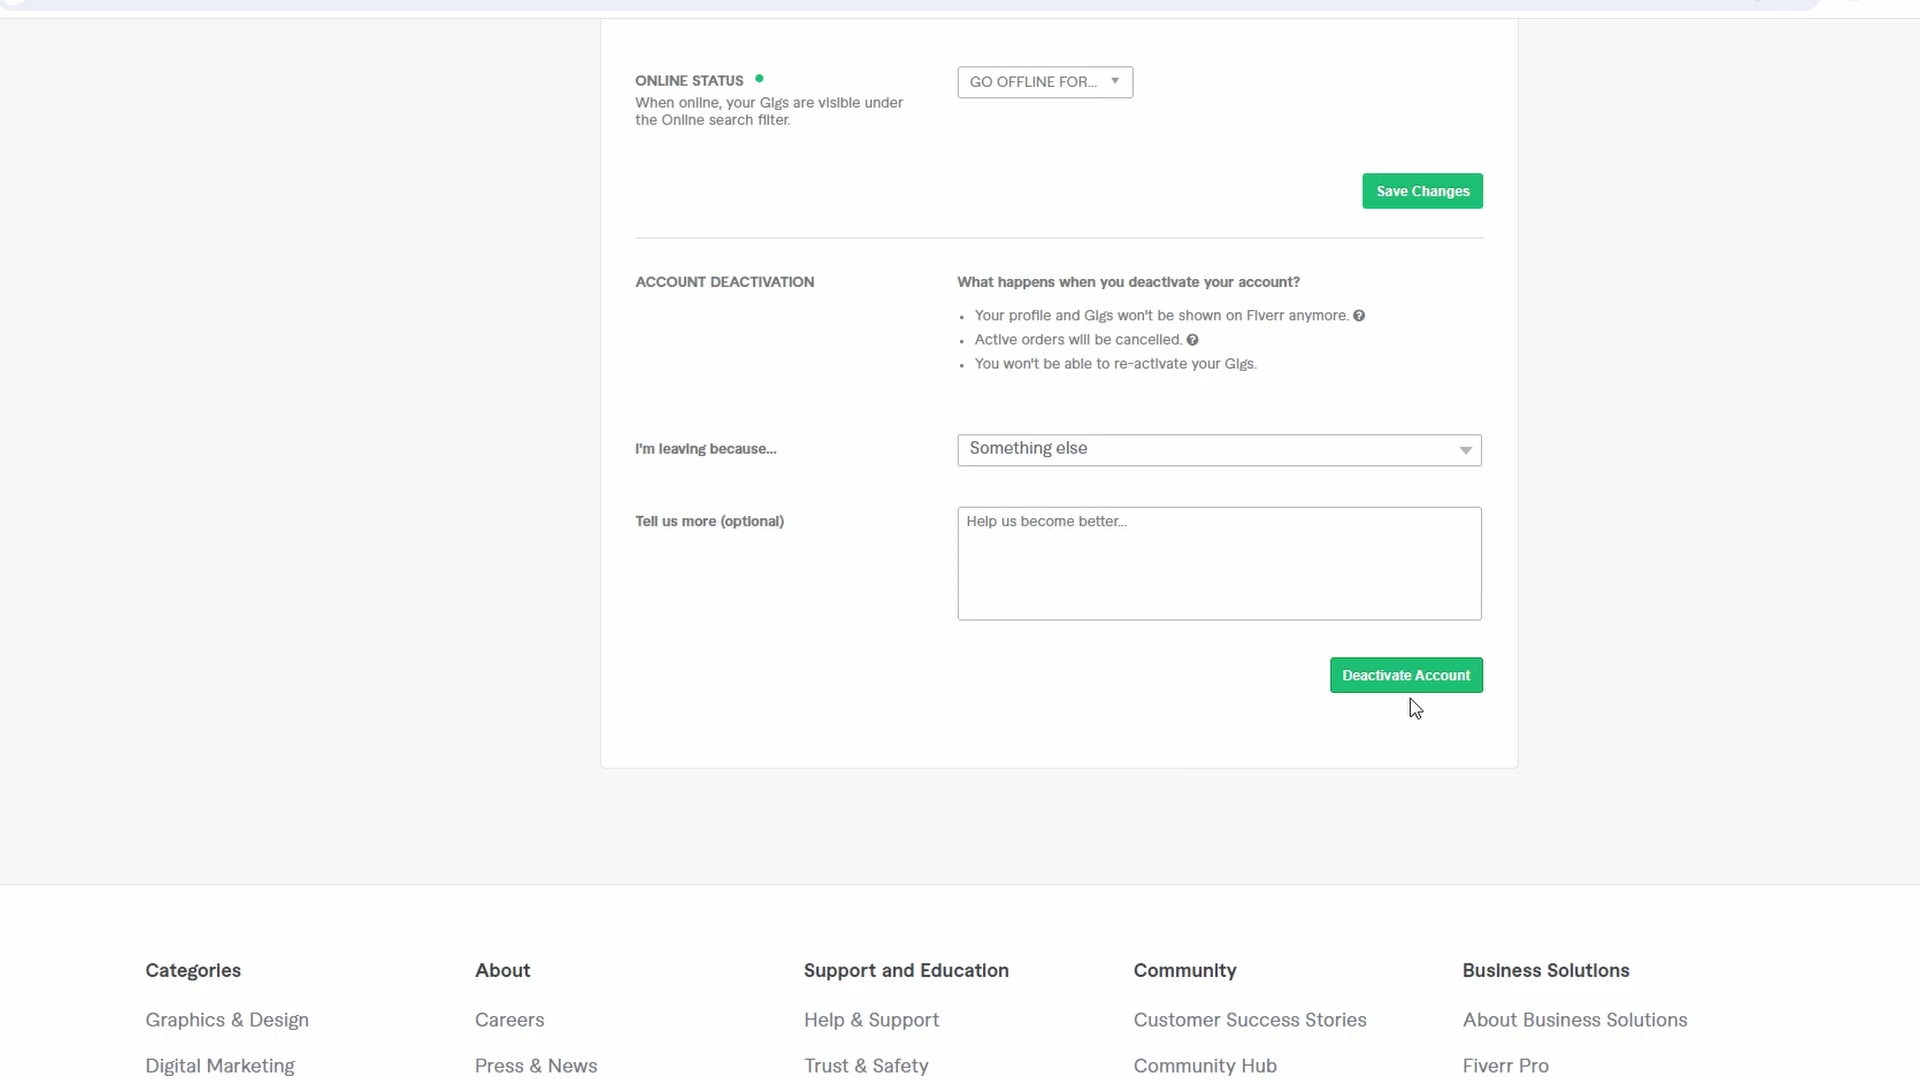 ONLINE STATUS
When online, your Gigs are visible under
the Online search filter.
GO OFFLINE FOR...
Save Changes
ACCOUNT DEACTIVATION
What happens when you deactivate your account?
Your profile and Gigs won't be shown on Fiverr anymore.
Active orders will be cancelled.
You won't be able to re-activate your Gigs.
I'm leaving because...
Something else
Tell us more (optional)
Help us become better...
Deactivate Account
Categories
About
Support and Education
Community
Business Solutions
Graphics & Design
Careers
Help & Support
Customer Success Stories
About Business Solutions
Digital Marketing
Press & News
Trust & Safety
Community Hub
Fiverr Pro